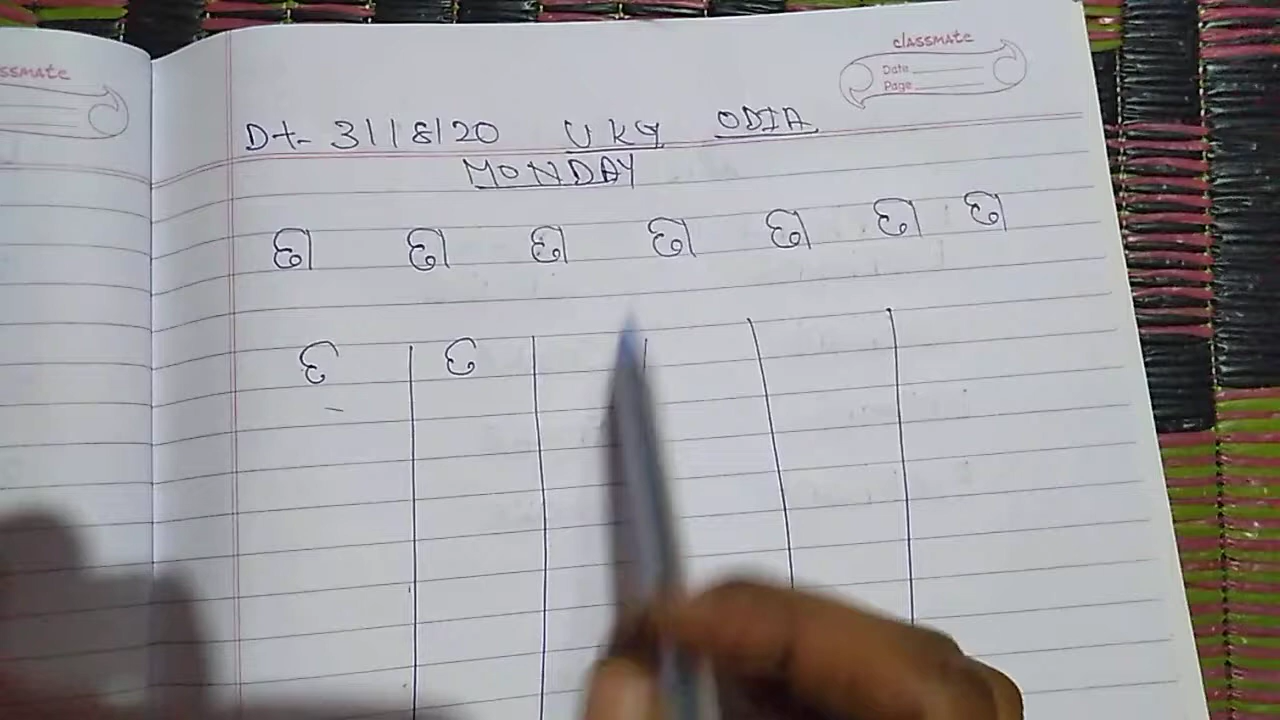 classmate
Date
Page
Dt- 31/8/20 UKG ODIA
MONDAY
ଣ ଣ ଣ ଣ ଣ ଣ ଣ